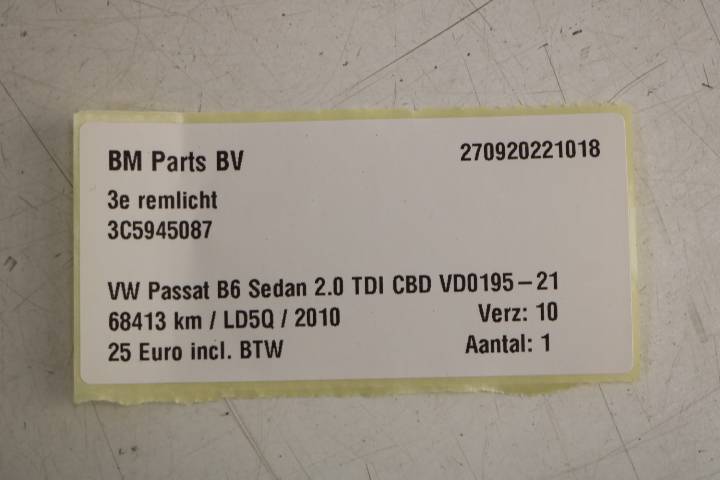 BM Parts BV 270920221018
3e remlicht
3C5945087
VW Passat B6 Sedan 2.0 TDI CBD VD0195-21
68413 km / LD5Q / 2010 Verz: 10
25 Euro incl. BTW Aantal: 1